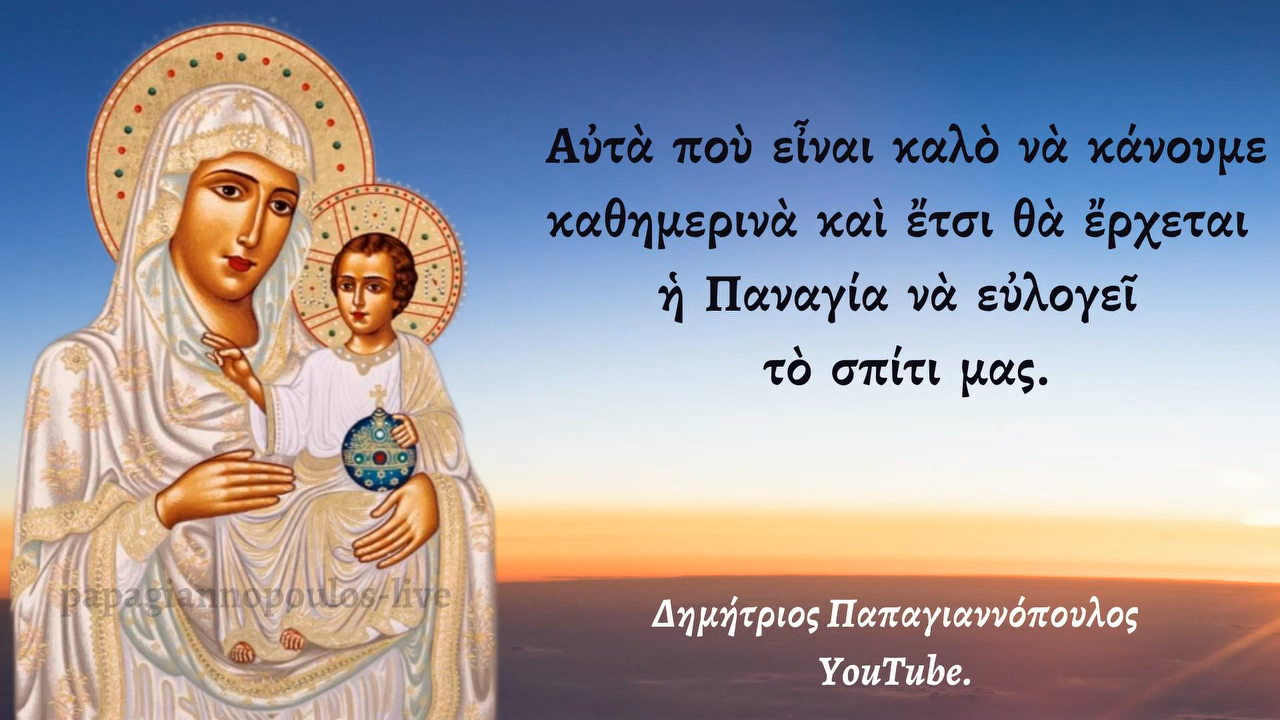 Αὐτὰ ποὺ εἶναι καλὸ νὰ κάνουμε
καθημερινὰ καὶ ἔτσι θὰ ἔρχεται
ἡ Παναγία νὰ εὐλογεῖ
τὸ σπίτι μας.
papagiannopoulos-live
Δημήτριος Παπαγιαννόπουλος
YouTube.